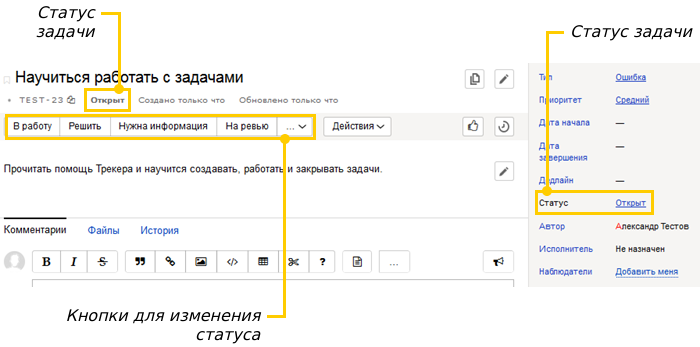 Статус
задачи
Статус задачи
Научиться работать с задачами
TEST-23 Открыт Создано только что Обновлено только что
В работу Решить Нужна информация На ревью ... Действия
Прочитать помощь Трекера и научится создавать, работать и закрывать задачи.
Комментарии Файлы История
B I S ... 
Тип Ошибка
Приоритет Средний
Дата начала —
Дата
завершения —
Дедлайн —
Статус Открыт
Автор Александр Тестов
Исполнитель Не назначен
Наблюдатели Добавить меня
Кнопки для изменения
статуса